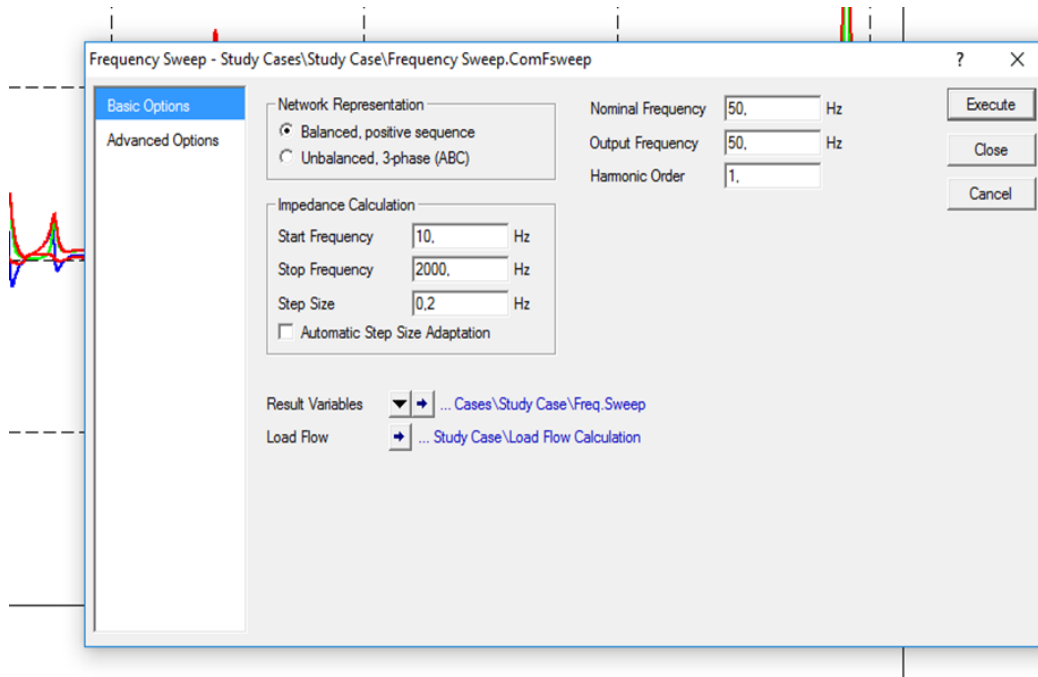 Frequency Sweep - Study Cases\Study Case\Frequency Sweep.ComFsweep ? X
Basic Options
Advanced Options
Network Representation
Balanced, positive sequence
Unbalanced, 3-phase (ABC)
Impedance Calculation
Start Frequency 10, Hz
Stop Frequency 2000, Hz
Step Size 0,2 Hz
Automatic Step Size Adaptation
Nominal Frequency 50, Hz
Output Frequency 50, Hz
Harmonic Order 1,
Result Variables ... Cases\Study Case\Freq.Sweep
Load Flow ... Study Case\Load Flow Calculation
Execute
Close
Cancel